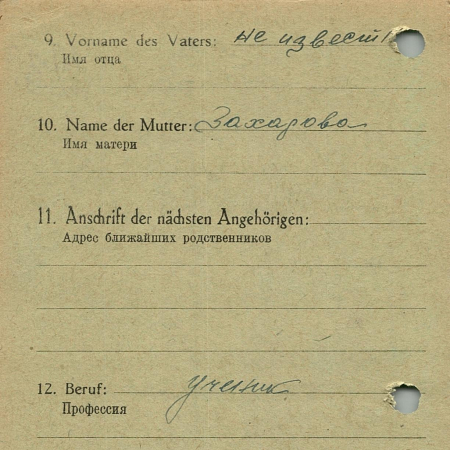 9. Vorname des Vaters: не извест
Имя отца
10. Name der Mutter: Захарова
Имя матери
11. Anschrift der nächsten Angehörigen:
Адрес ближайших родственников
12. Beruf: ученик
Профессия